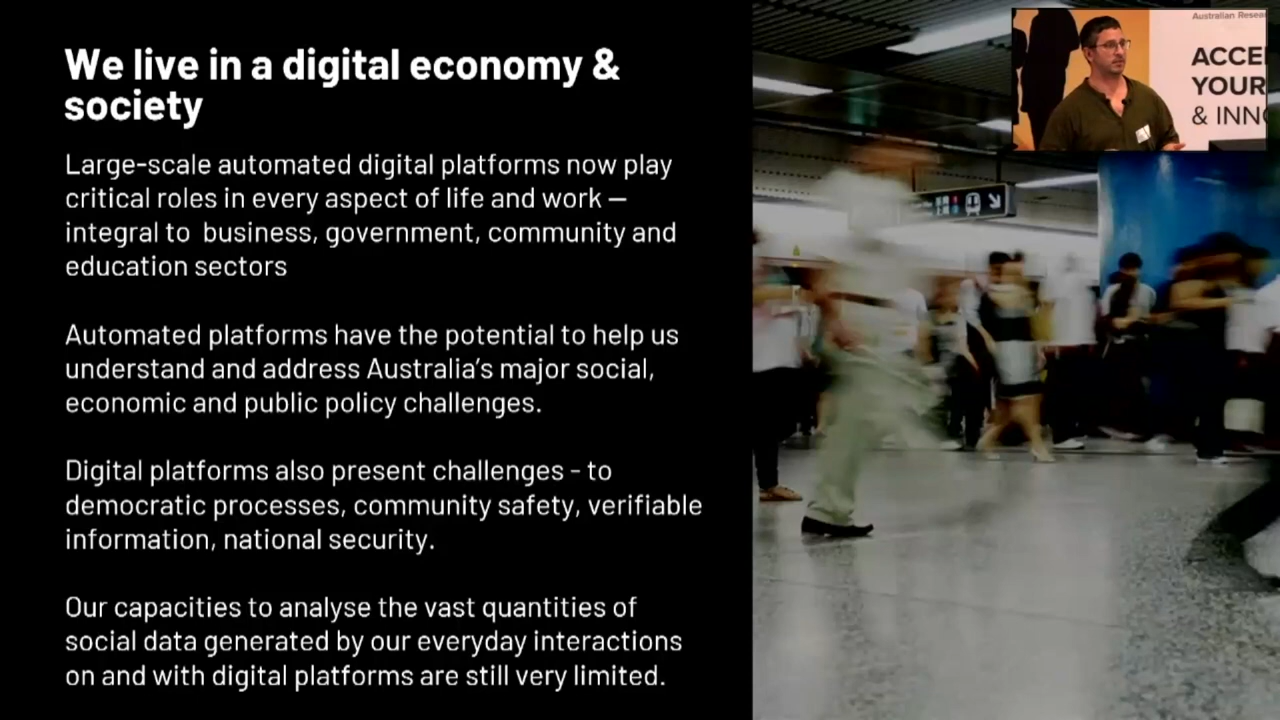 We live in a digital economy &
society
Large-scale automated digital platforms now play
critical roles in every aspect of life and work –
integral to  business, government, community and
education sectors
Automated platforms have the potential to help us
understand and address Australia's major social,
economic and public policy challenges.
Digital platforms also present challenges - to
democratic processes, community safety, verifiable
information, national security.
Our capacities to analyse the vast quantities of
social data generated by our everyday interactions
on and with digital platforms are still very limited.
Australian Resea
ACCE
YOUR
& INNO